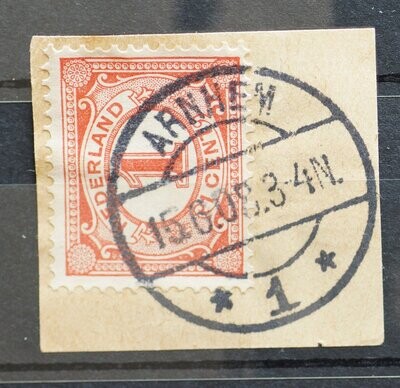 NEDERLAND
1
CENT
ARNHEM
15.6.08.3-4N.
* 1 *